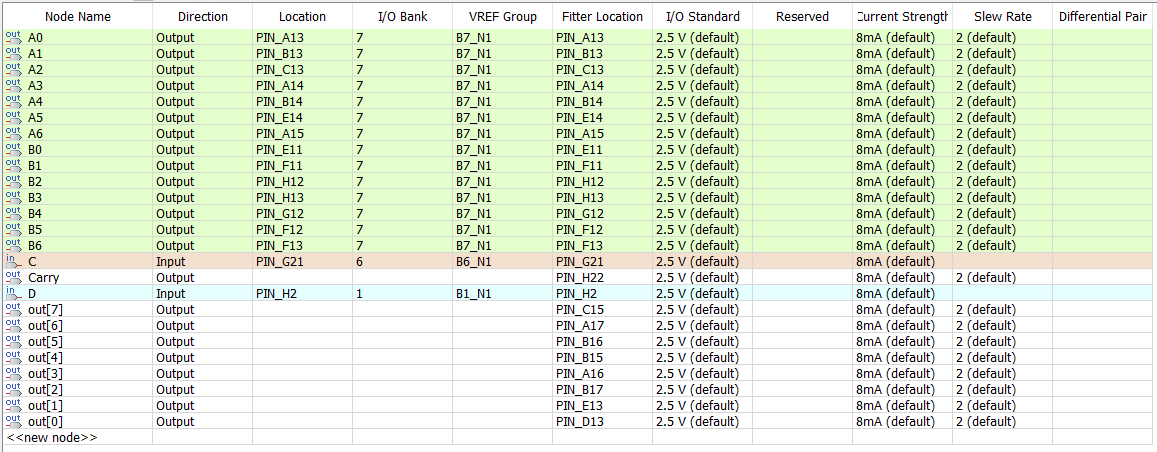 Node Name Direction Location I/O Bank VREF Group Fitter Location I/O Standard Reserved Current Strength Slew Rate Differential Pair
out A0 Output PIN_A13 7 B7_N1 PIN_A13 2.5 V (default) 8mA (default) 2 (default)
out A1 Output PIN_B13 7 B7_N1 PIN_B13 2.5 V (default) 8mA (default) 2 (default)
out A2 Output PIN_C13 7 B7_N1 PIN_C13 2.5 V (default) 8mA (default) 2 (default)
out A3 Output PIN_A14 7 B7_N1 PIN_A14 2.5 V (default) 8mA (default) 2 (default)
out A4 Output PIN_B14 7 B7_N1 PIN_B14 2.5 V (default) 8mA (default) 2 (default)
out A5 Output PIN_E14 7 B7_N1 PIN_E14 2.5 V (default) 8mA (default) 2 (default)
out A6 Output PIN_A15 7 B7_N1 PIN_A15 2.5 V (default) 8mA (default) 2 (default)
out B0 Output PIN_E11 7 B7_N1 PIN_E11 2.5 V (default) 8mA (default) 2 (default)
out B1 Output PIN_F11 7 B7_N1 PIN_F11 2.5 V (default) 8mA (default) 2 (default)
out B2 Output PIN_H12 7 B7_N1 PIN_H12 2.5 V (default) 8mA (default) 2 (default)
out B3 Output PIN_H13 7 B7_N1 PIN_H13 2.5 V (default) 8mA (default) 2 (default)
out B4 Output PIN_G12 7 B7_N1 PIN_G12 2.5 V (default) 8mA (default) 2 (default)
out B5 Output PIN_F12 7 B7_N1 PIN_F12 2.5 V (default) 8mA (default) 2 (default)
out B6 Output PIN_F13 7 B7_N1 PIN_F13 2.5 V (default) 8mA (default) 2 (default)
in C Input PIN_G21 6 B6_N1 PIN_G21 2.5 V (default) 8mA (default)
out Carry Output PIN_H22 2.5 V (default) 8mA (default) 2 (default)
in D Input PIN_H2 1 B1_N1 PIN_H2 2.5 V (default) 8mA (default)
out out[7] Output PIN_C15 2.5 V (default) 8mA (default) 2 (default)
out out[6] Output PIN_A17 2.5 V (default) 8mA (default) 2 (default)
out out[5] Output PIN_B16 2.5 V (default) 8mA (default) 2 (default)
out out[4] Output PIN_B15 2.5 V (default) 8mA (default) 2 (default)
out out[3] Output PIN_A16 2.5 V (default) 8mA (default) 2 (default)
out out[2] Output PIN_B17 2.5 V (default) 8mA (default) 2 (default)
out out[1] Output PIN_E13 2.5 V (default) 8mA (default) 2 (default)
out out[0] Output PIN_D13 2.5 V (default) 8mA (default) 2 (default)
<<new node>>